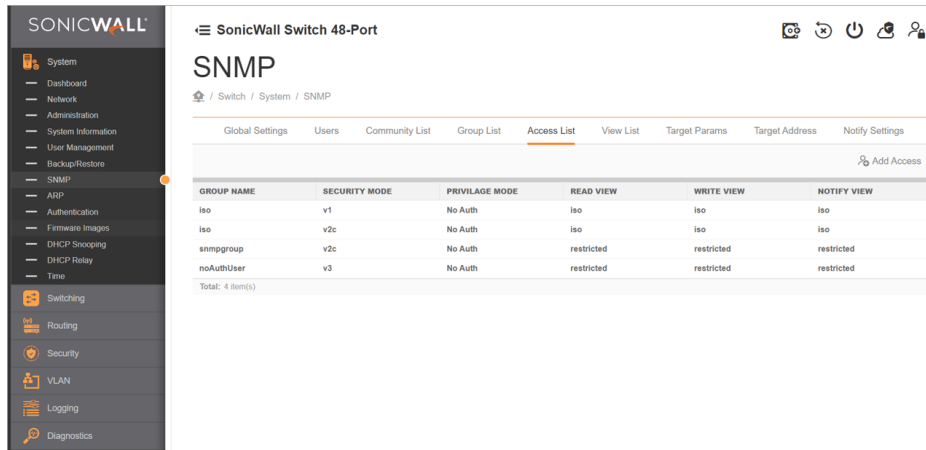 SONICWALL
System
Dashboard
Network
Administration
System Information
User Management
Backup/Restore
SNMP
ARP
Authentication
Firmware Images
DHCP Snooping
DHCP Relay
Time
Switching
Routing
Security
VLAN
Logging
Diagnostics
SonicWall Switch 48-Port
SNMP
/ Switch / System / SNMP
Global Settings Users Community List Group List Access List View List Target Params Target Address Notify Settings
Add Access
GROUP NAME SECURITY MODE PRIVILAGE MODE READ VIEW WRITE VIEW NOTIFY VIEW
iso v1 No Auth iso iso iso
iso v2c No Auth iso iso iso
snmpgroup v2c No Auth restricted restricted restricted
noAuthUser v3 No Auth restricted restricted restricted
Total: 4 item(s)